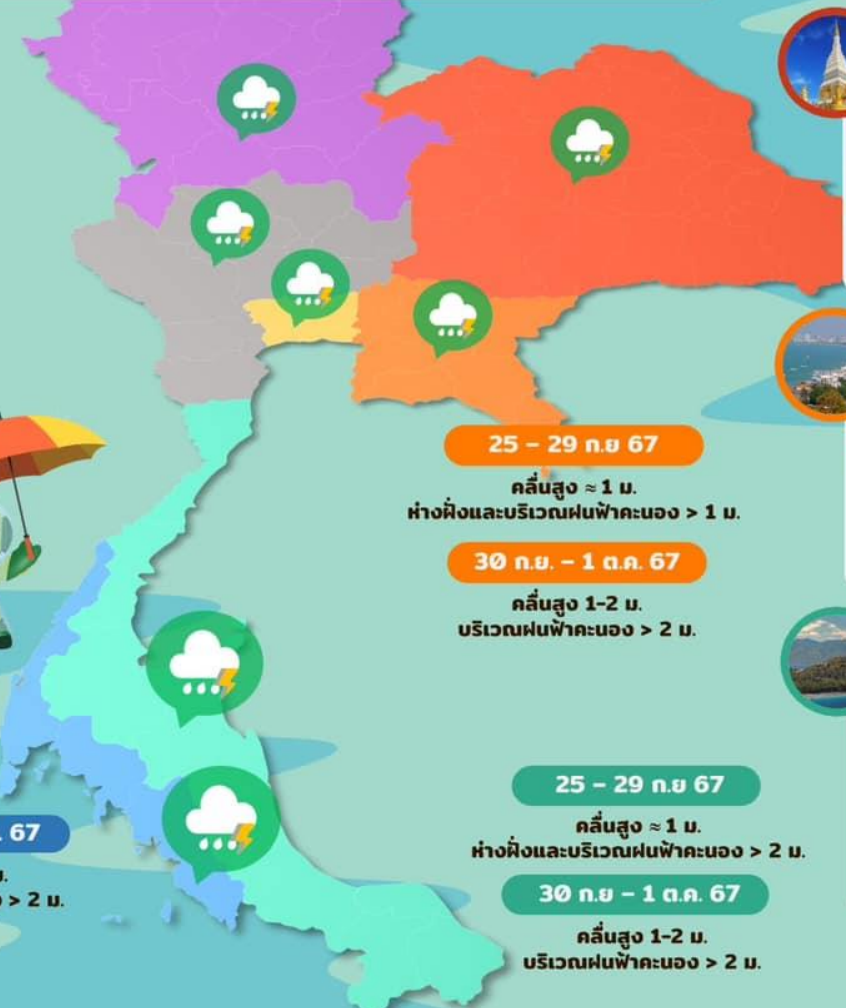 25 – 29 ก.ย 67
คลื่นสูง ≈ 1 ม.
ห่างฝั่งและบริเวณฝนฟ้าคะนอง > 1 ม.
30 ก.ย. – 1 ต.ค. 67
คลื่นสูง 1-2 ม.
บริเวณฝนฟ้าคะนอง > 2 ม.
25 – 29 ก.ย 67
คลื่นสูง ≈ 1 ม.
ห่างฝั่งและบริเวณฝนฟ้าคะนอง > 2 ม.
30 ก.ย – 1 ต.ค. 67
คลื่นสูง 1-2 ม.
บริเวณฝนฟ้าคะนอง > 2 ม.
67
ม.
> 2 ม.